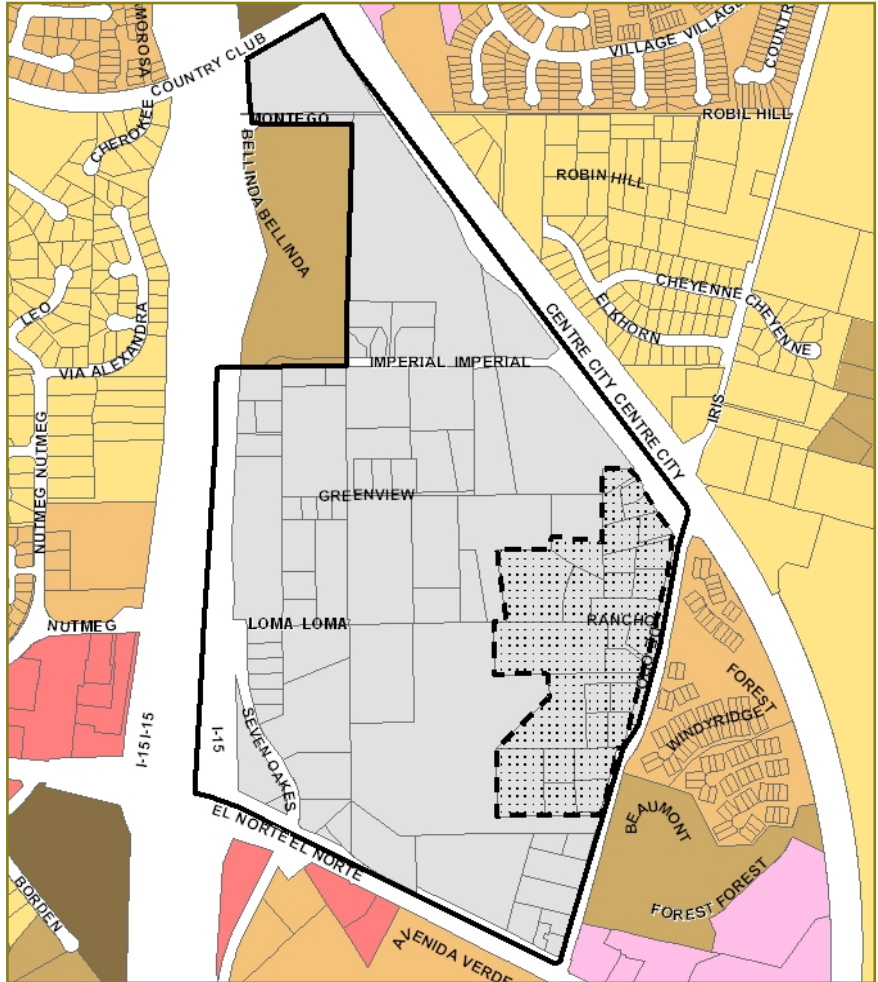 AMOROSA
COUNTRY CLUB
VILLAGE VILLAGE
COUNTR
CHEROKEE
MONTEGO
ROBIL HILL
BELLINDA BELLINDA
ROBIN HILL
LEO
VIA ALEXANDRA
CHEYENNE CHEYENNE
ELKHORN
IMPERIAL IMPERIAL
CENTRE CITY CENTRE CITY
IRIS
NUTMEG NUTMEG
GREENVIEW
NUTMEG
LOMA LOMA
RANCHO
FOREST
WINDYRIDGE
I-15 I-15
I-15
SEVEN OAKES
EL NORTE EL NORTE
BEAUMONT
FOREST FOREST
BORDEN
AVENIDA VERDE